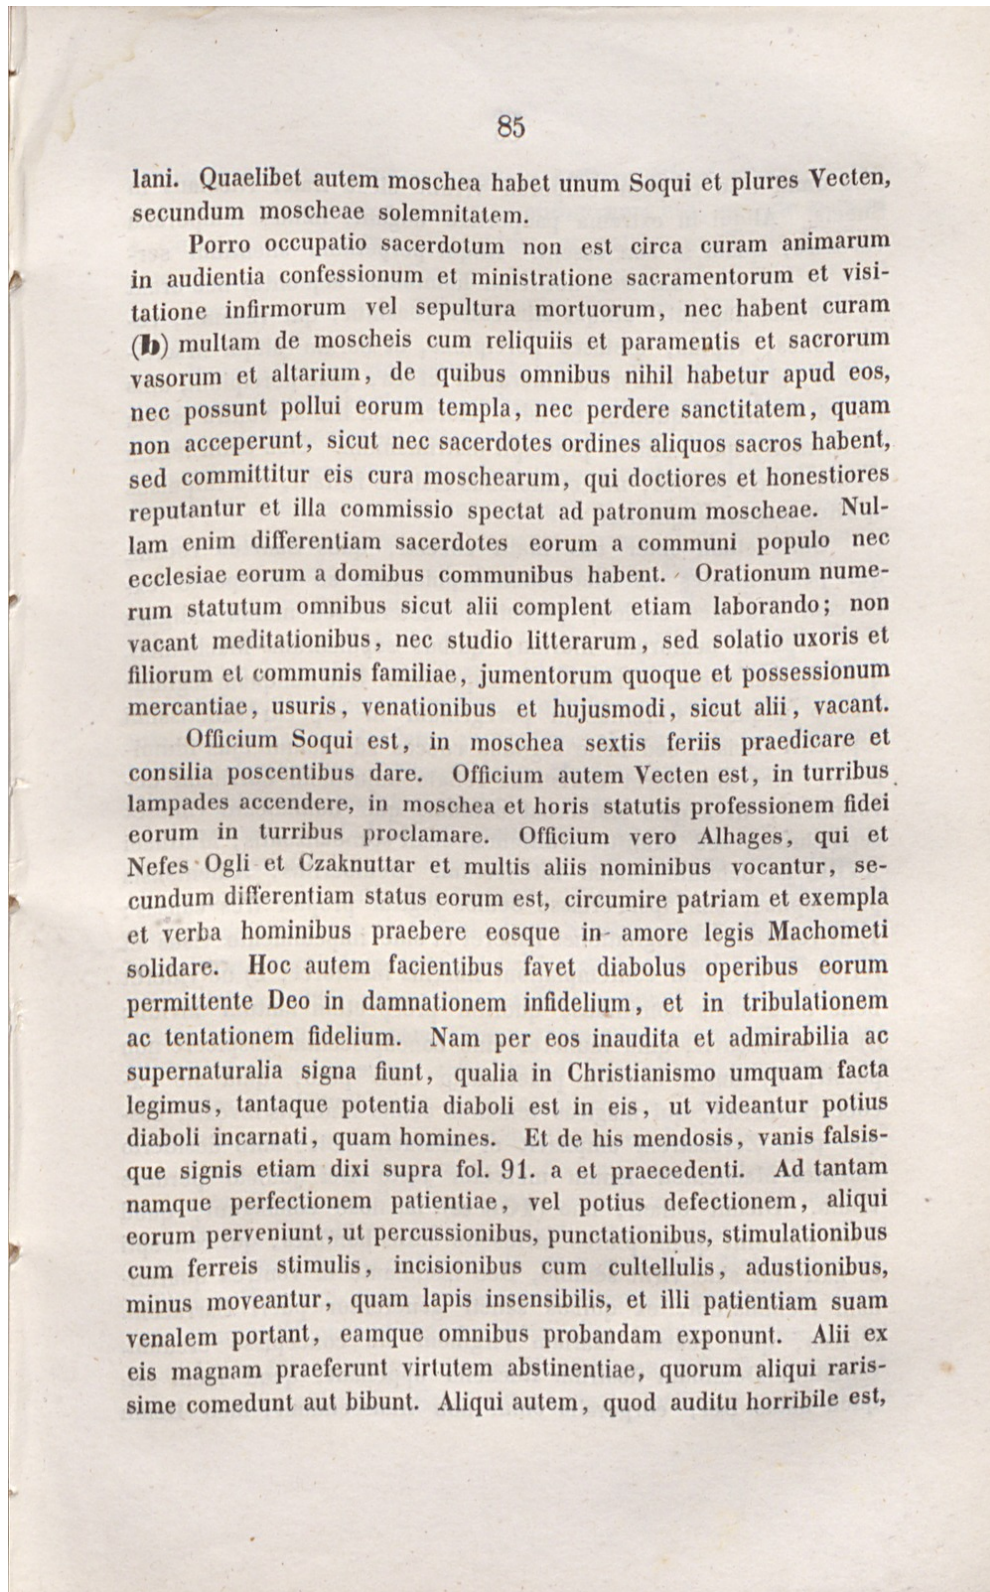 85
lani. Quaelibet autem moschea habet unum Soqui et plures Vecten,
secundum moscheae solemnitatem.
Porro occupatio sacerdotum non est circa curam animarum
in audientia confessionum et ministratione sacramentorum et visi-
tatione infirmorum vel sepultura mortuorum, nec habent curam
(b) multam de moscheis cum reliquiis et paramentis et sacrorum
vasorum et altarium, de quibus omnibus nihil habetur apud eos,
nec possunt pollui eorum templa, nec perdere sanctitatem, quam
non acceperunt, sicut nec sacerdotes ordines aliquos sacros habent,
sed committitur eis cura moschearum, qui doctiores et honestiores
reputantur et illa commissio spectat ad patronum moscheae. Nul-
lam enim differentiam sacerdotes eorum a communi populo nec
ecclesiae eorum a domibus communibus habent. Orationum nume-
rum statutum omnibus sicut alii complent etiam laborando; non
vacant meditationibus, nec studio litterarum, sed solatio uxoris et
filiorum et communis familiae, jumentorum quoque et possessionum
mercantiae, usuris, venationibus et hujusmodi, sicut alii, vacant.
Officium Soqui est, in moschea sextis feriis praedicare et
consilia poscentibus dare. Officium autem Vecten est, in turribus
lampades accendere, in moschea et horis statutis professionem fidei
eorum in turribus proclamare. Officium vero Alhages, qui et
Nefes Ogli et Czaknuttar et multis aliis nominibus vocantur, se-
cundum differentiam status eorum est, circumire patriam et exempla
et verba hominibus praebere eosque in amore legis Machometi
solidare. Hoc autem facientibus favet diabolus operibus eorum
permittente Deo in damnationem infidelium, et in tribulationem
ac tentationem fidelium. Nam per eos inaudita et admirabilia ac
supernaturalia signa fiunt, qualia in Christianismo umquam facta
legimus, tantaque potentia diaboli est in eis, ut videantur potius
diaboli incarnati, quam homines. Et de his mendosis, vanis falsis-
que signis etiam dixi supra fol. 91. a et praecedenti. Ad tantam
namque perfectionem patientiae, vel potius defectionem, aliqui
eorum perveniunt, ut percussionibus, punctationibus, stimulationibus
cum ferreis stimulis, incisionibus cum cultellulis, adustionibus,
minus moveantur, quam lapis insensibilis, et illi patientiam suam
venalem portant, eamque omnibus probandam exponunt. Alii ex
eis magnam praeferunt virtutem abstinentiae, quorum aliqui raris-
sime comedunt aut bibunt. Aliqui autem, quod auditu horribile est,